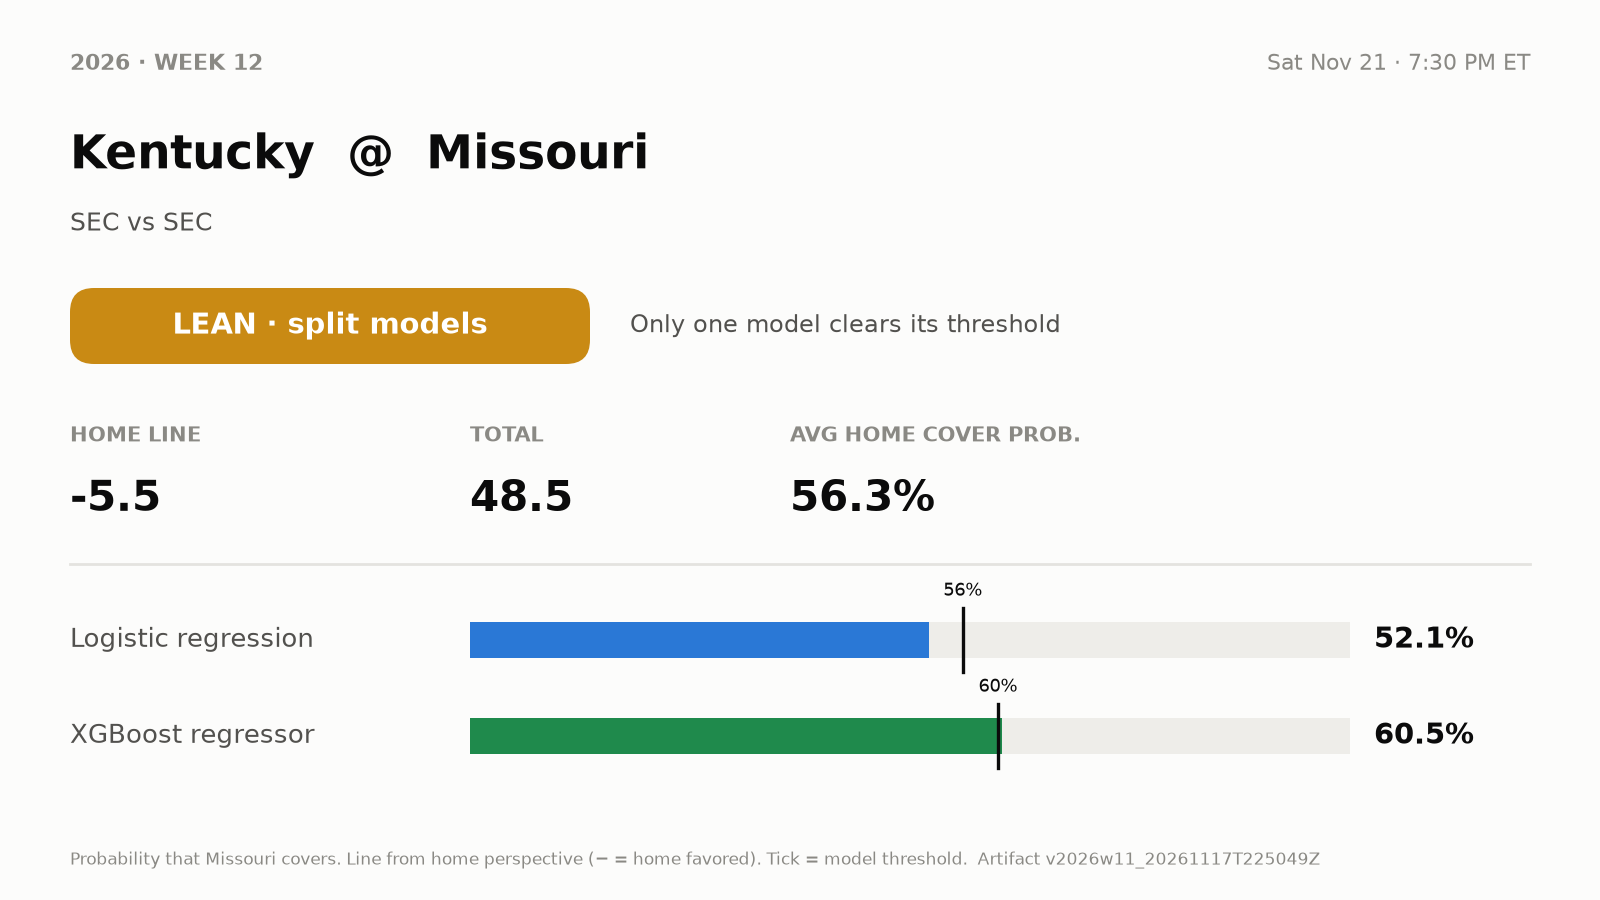 2026 · WEEK 12
Sat Nov 21 · 7:30 PM ET
Kentucky @ Missouri
SEC vs SEC
LEAN · split models
Only one model clears its threshold
HOME LINE
TOTAL
AVG HOME COVER PROB.
-5.5
48.5
56.3%
56%
Logistic regression
52.1%
60%
XGBoost regressor
60.5%
Probability that Missouri covers. Line from home perspective (− = home favored). Tick = model threshold. Artifact v2026w11_20261117T225049Z